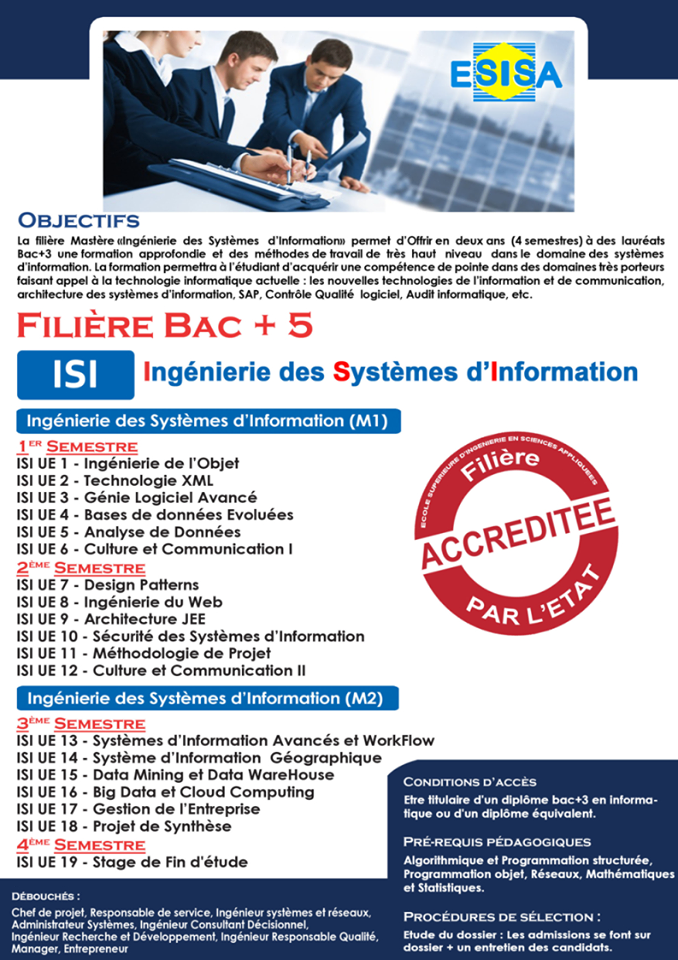 ESISA
OBJECTIFS
La filière Mastère «Ingénierie des Systèmes d'Information» permet d'Offrir en deux ans (4 semestres) à des lauréats
Bac+3 une formation approfondie et des méthodes de travail de très haut niveau dans le domaine des systèmes
d'information. La formation permettra à l'étudiant d'acquérir une compétence de pointe dans des domaines très porteurs
faisant appel à la technologie informatique actuelle : les nouvelles technologies de l'information et de communication,
architecture des systèmes d'information, SAP, Contrôle Qualité logiciel, Audit informatique, etc.
FILIÈRE BAC + 5
ISI Ingénierie des Systèmes d'Information
Ingénierie des Systèmes d'Information (M1)
1ER SEMESTRE
ISI UE 1 - Ingénierie de l'Objet
ISI UE 2 - Technologie XML
ISI UE 3 - Génie Logiciel Avancé
ISI UE 4 - Bases de données Evoluées
ISI UE 5 - Analyse de Données
ISI UE 6 - Culture et Communication I
2ÈME SEMESTRE
ISI UE 7 - Design Patterns
ISI UE 8 - Ingénierie du Web
ISI UE 9 - Architecture JEE
ISI UE 10 - Sécurité des Systèmes d'Information
ISI UE 11 - Méthodologie de Projet
ISI UE 12 - Culture et Communication II
ECOLE SUPERIEURE D'INGENIERIE EN SCIENCES APPLIQUEES
Filière
ACCREDITEE
PAR L'ETAT
Ingénierie des Systèmes d'Information (M2)
3ÈME SEMESTRE
ISI UE 13 - Systèmes d'Information Avancés et WorkFlow
ISI UE 14 - Système d'Information Géographique
ISI UE 15 - Data Mining et Data WareHouse
ISI UE 16 - Big Data et Cloud Computing
ISI UE 17 - Gestion de l'Entreprise
ISI UE 18 - Projet de Synthèse
4ÈME SEMESTRE
ISI UE 19 - Stage de Fin d'étude
DÉBOUCHÉS :
Chef de projet, Responsable de service, Ingénieur systèmes et réseaux,
Administrateur Systèmes, Ingénieur Consultant Décisionnel,
Ingénieur Recherche et Développement, Ingénieur Responsable Qualité,
Manager, Entrepreneur
CONDITIONS D'ACCÈS
Etre titulaire d'un diplôme bac+3 en informa-
tique ou d'un diplôme équivalent.
PRÉ-REQUIS PÉDAGOGIQUES
Algorithmique et Programmation structurée,
Programmation objet, Réseaux, Mathématiques
et Statistiques.
PROCÉDURES DE SÉLECTION :
Etude du dossier : Les admissions se font sur
dossier + un entretien des candidats.